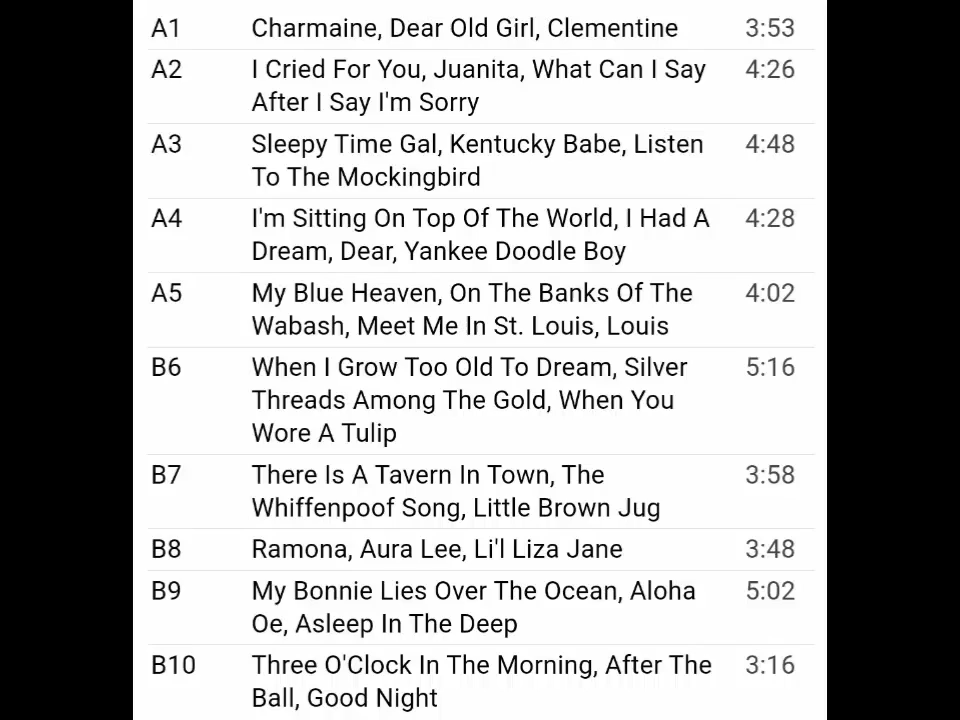 A1 Charmaine, Dear Old Girl, Clementine 3:53
A2 I Cried For You, Juanita, What Can I Say 4:26
After I Say I'm Sorry
A3 Sleepy Time Gal, Kentucky Babe, Listen 4:48
To The Mockingbird
A4 I'm Sitting On Top Of The World, I Had A 4:28
Dream, Dear, Yankee Doodle Boy
A5 My Blue Heaven, On The Banks Of The 4:02
Wabash, Meet Me In St. Louis, Louis
B6 When I Grow Too Old To Dream, Silver 5:16
Threads Among The Gold, When You
Wore A Tulip
B7 There Is A Tavern In Town, The 3:58
Whiffenpoof Song, Little Brown Jug
B8 Ramona, Aura Lee, Li'l Liza Jane 3:48
B9 My Bonnie Lies Over The Ocean, Aloha 5:02
Oe, Asleep In The Deep
B10 Three O'Clock In The Morning, After The 3:16
Ball, Good Night